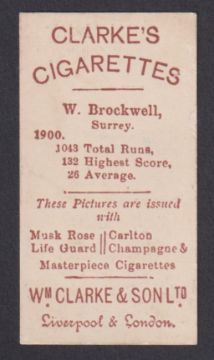 CLARKE'S
CIGARETTES
W. Brockwell,
Surrey.
1900.
1043 Total Runs,
132 Highest Score,
26 Average.
These Pictures are issued
with
Musk Rose || Carlton
Life Guard || Champagne &
Masterpiece Cigarettes
WM CLARKE & SON LTD
Liverpool & London.